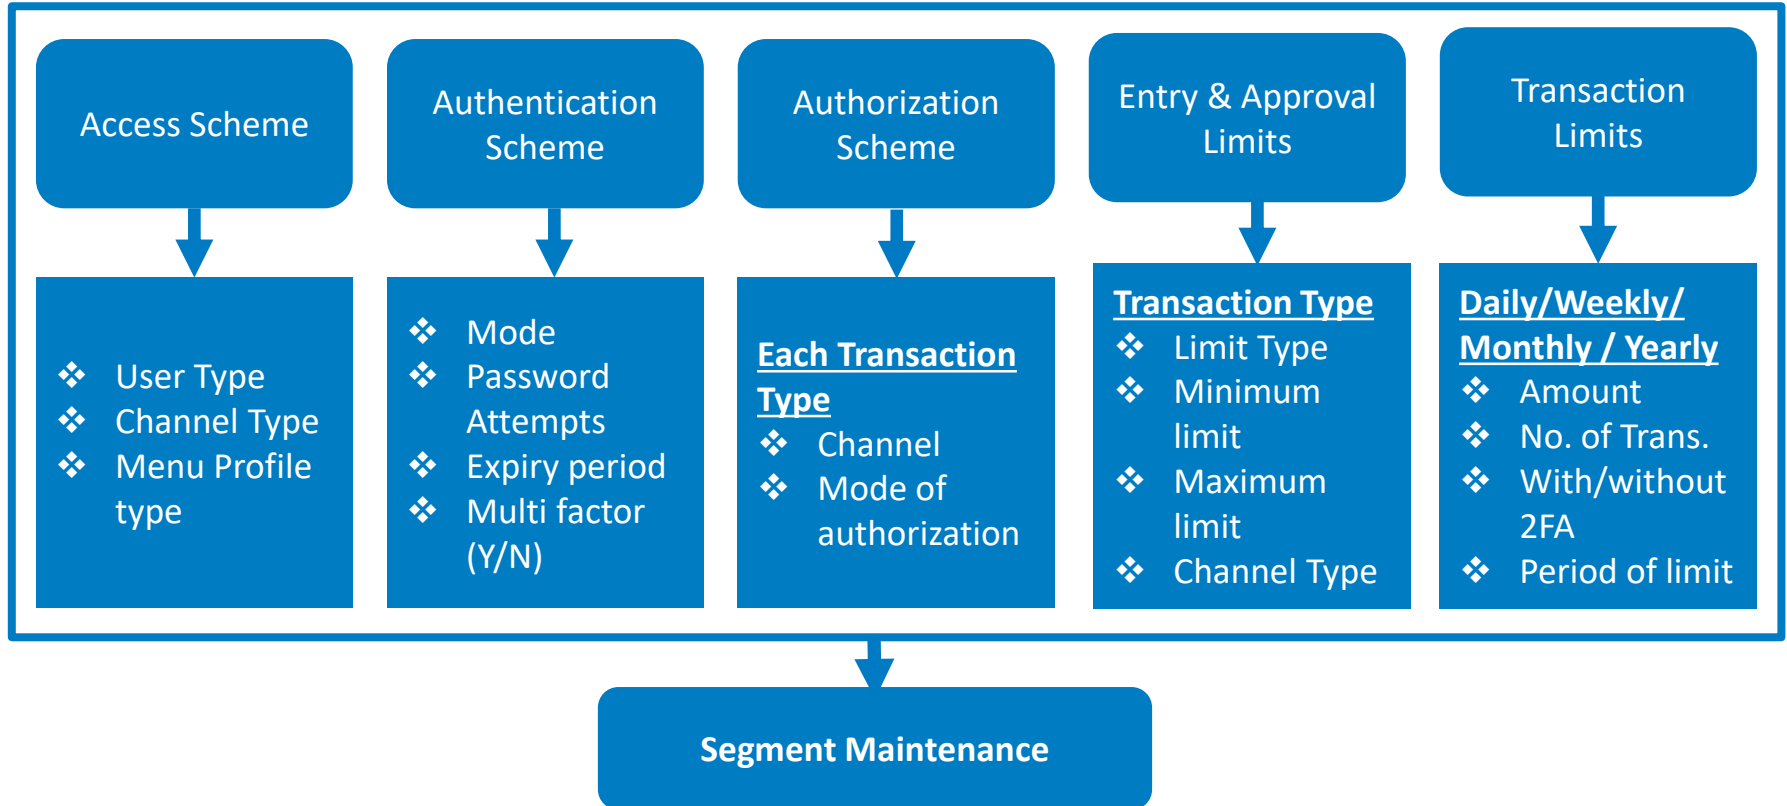 Access Scheme
Authentication
Scheme
Authorization
Scheme
Entry & Approval
Limits
Transaction
Limits
❖ User Type
❖ Channel Type
❖ Menu Profile
type
❖ Mode
❖ Password
Attempts
❖ Expiry period
❖ Multi factor
(Y/N)
Each Transaction
Type
❖ Channel
❖ Mode of
authorization
Transaction Type
❖ Limit Type
❖ Minimum
limit
❖ Maximum
limit
❖ Channel Type
Daily/Weekly/
Monthly / Yearly
❖ Amount
❖ No. of Trans.
❖ With/without
2FA
❖ Period of limit
Segment Maintenance